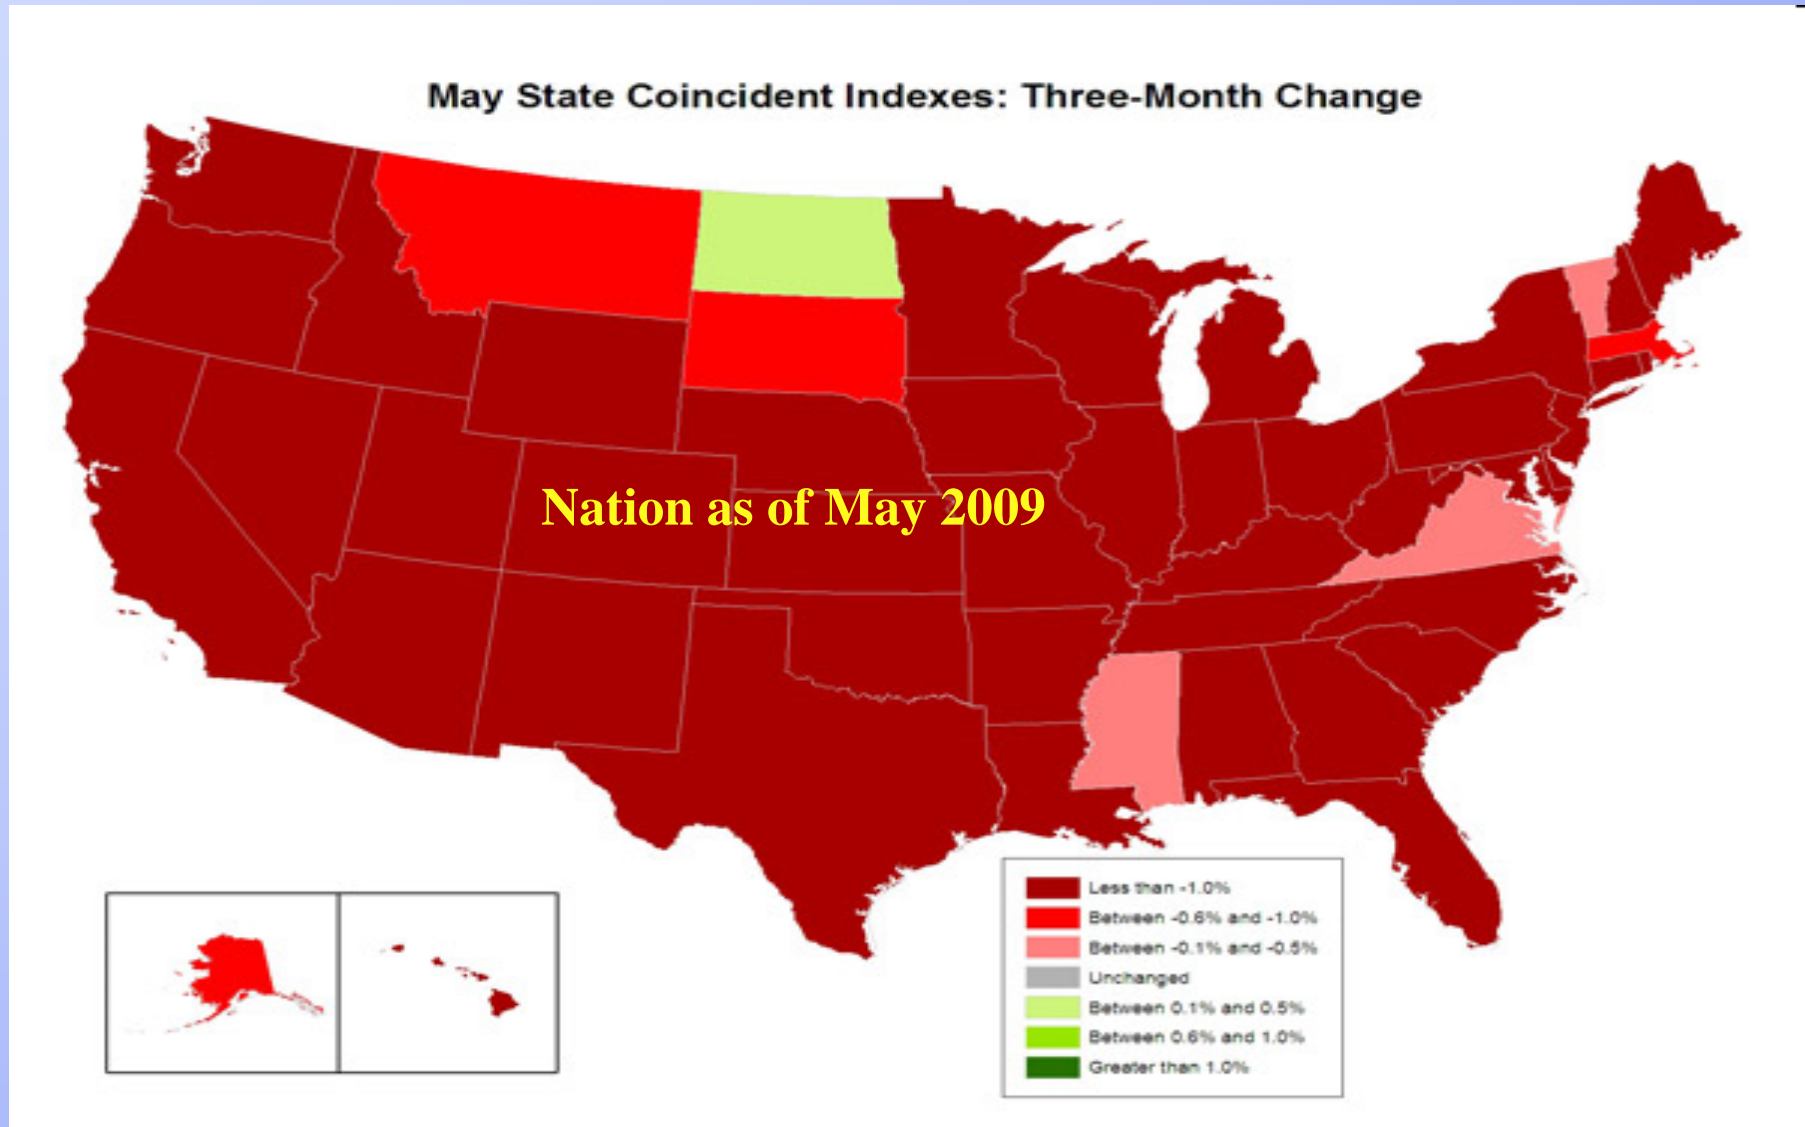 May State Coincident Indexes: Three-Month Change
Nation as of May 2009
Less than -1.0%
Between -0.6% and -1.0%
Between -0.1% and -0.5%
Unchanged
Between 0.1% and 0.5%
Between 0.6% and 1.0%
Greater than 1.0%